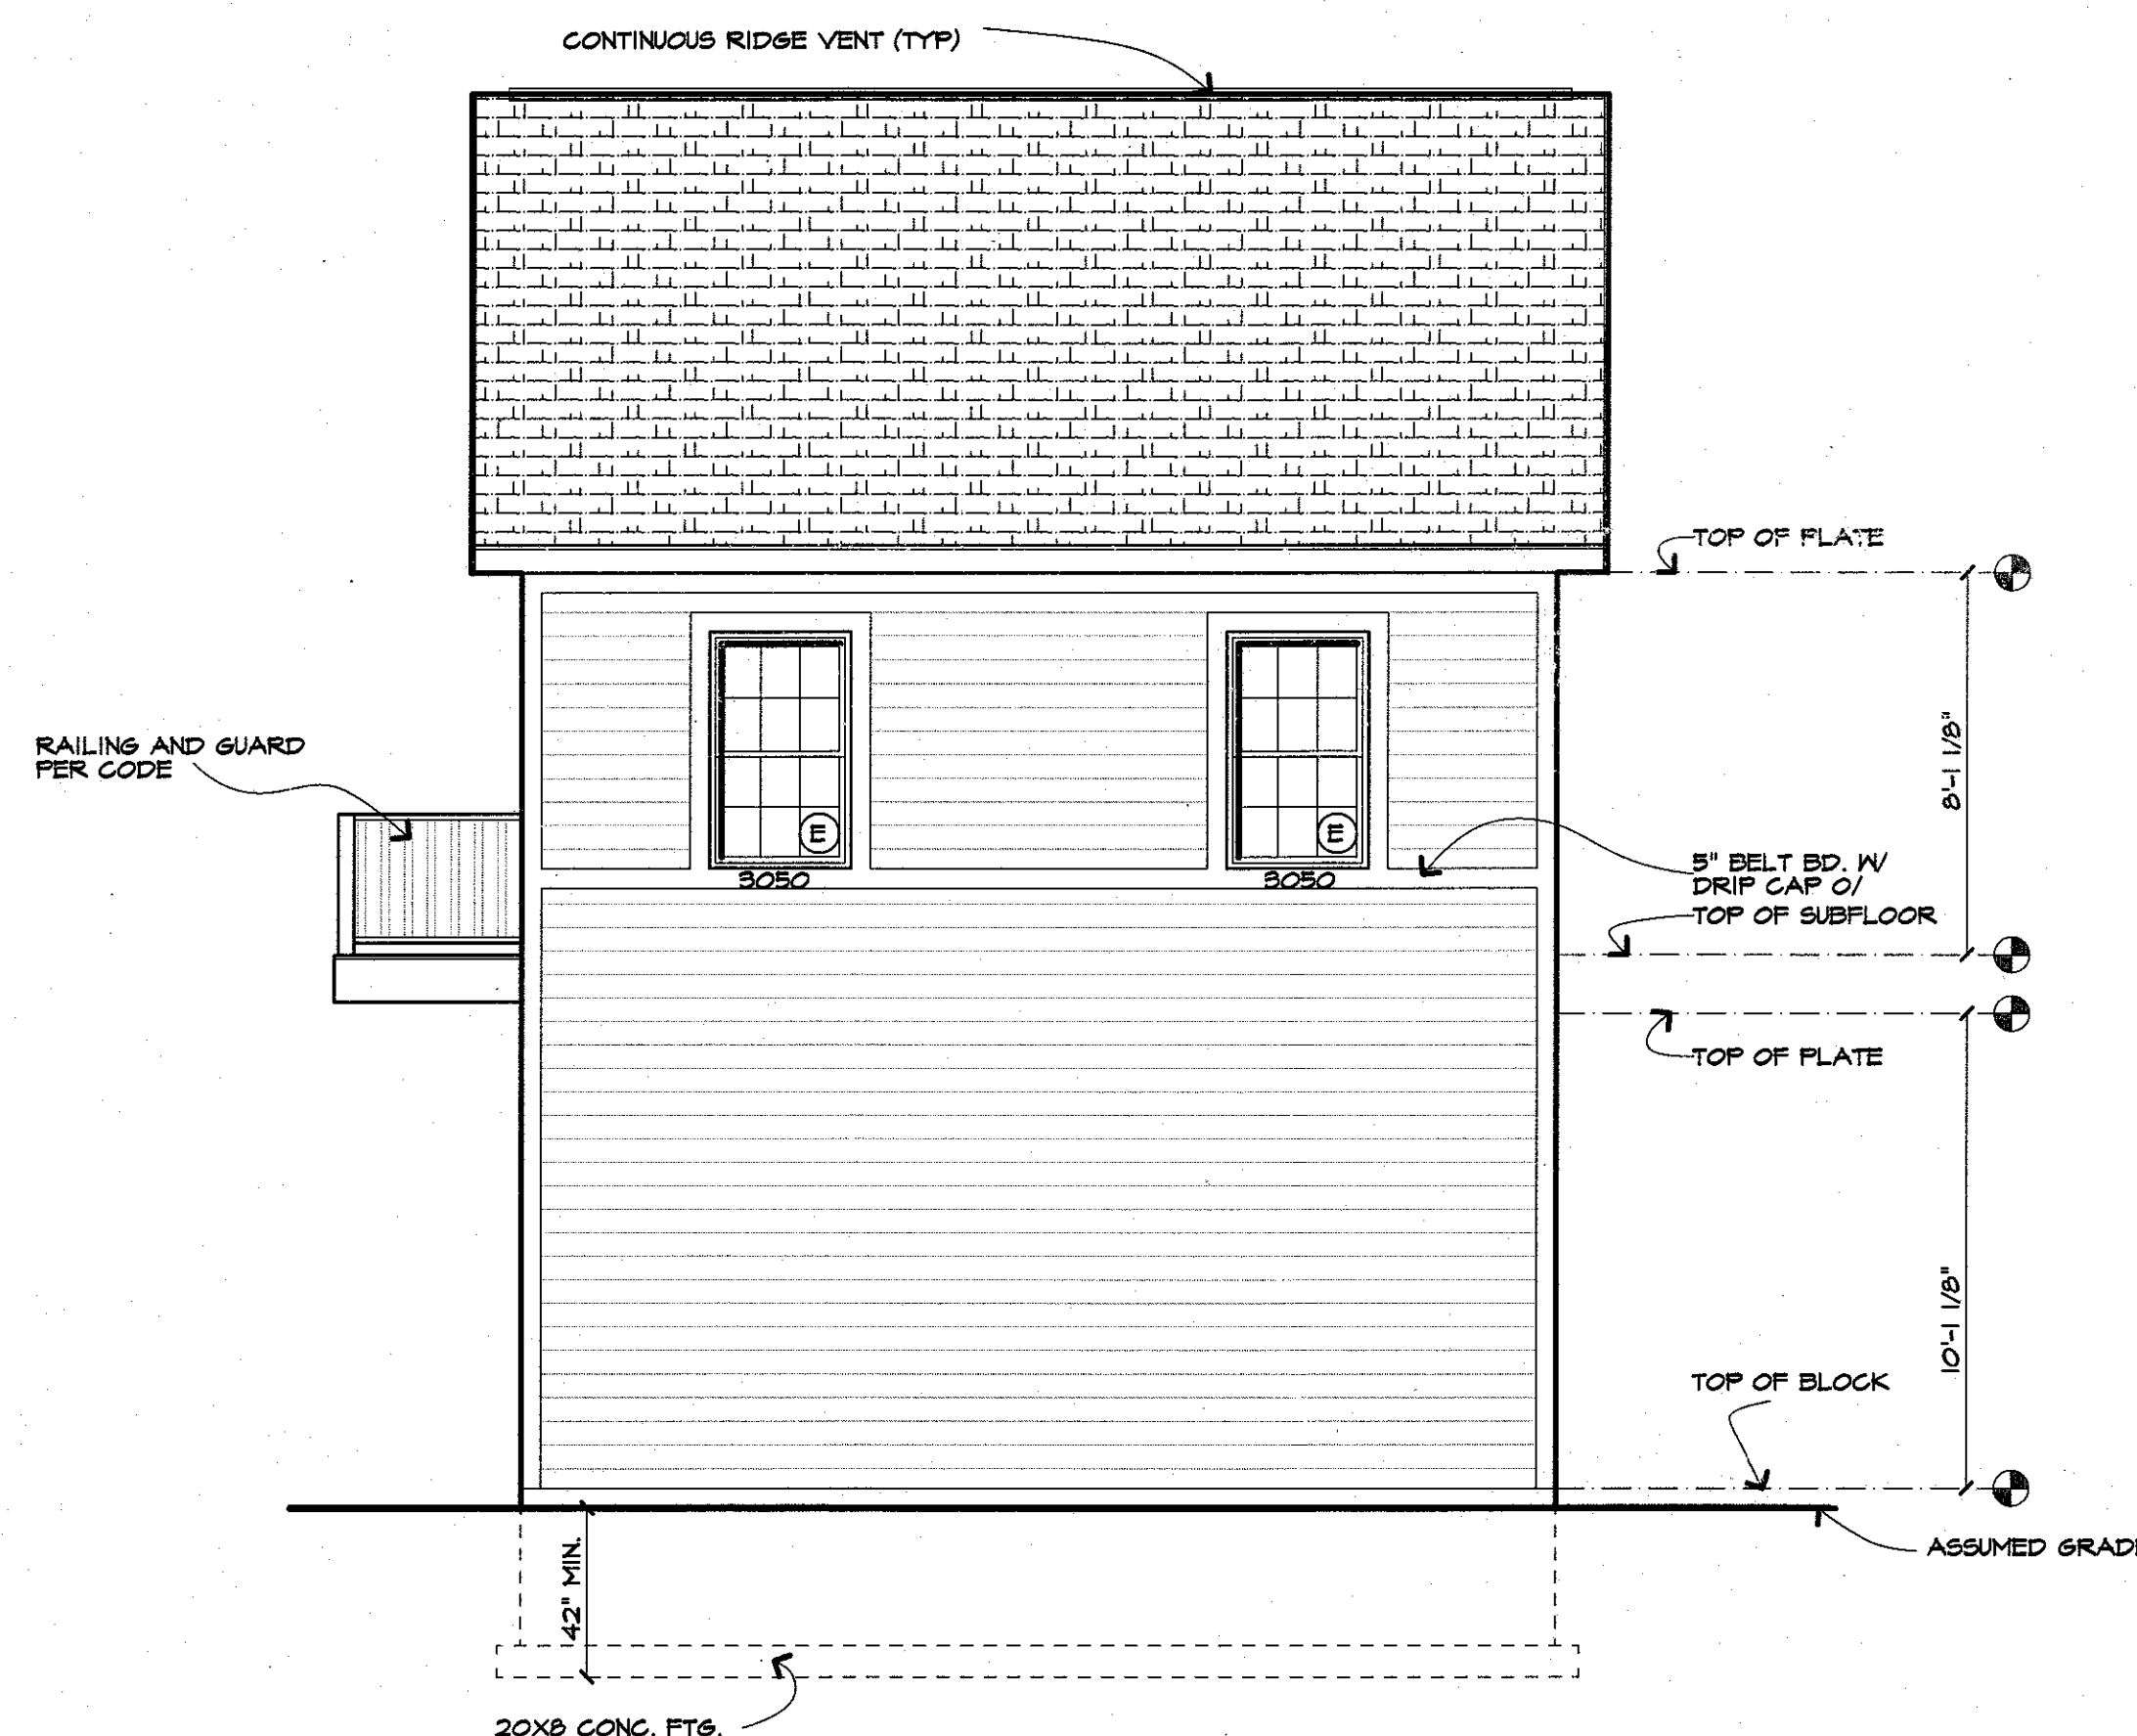 CONTINUOUS RIDGE VENT (TYP)
TOP OF PLATE
8'-1 1/8"
RAILING AND GUARD
PER CODE
E
E
3050
3050
5" BELT BD. W/
DRIP CAP O/
TOP OF SUBFLOOR
TOP OF PLATE
10'-1 1/8"
TOP OF BLOCK
ASSUMED GRADE
42" MIN.
20X8 CONC. FTG.